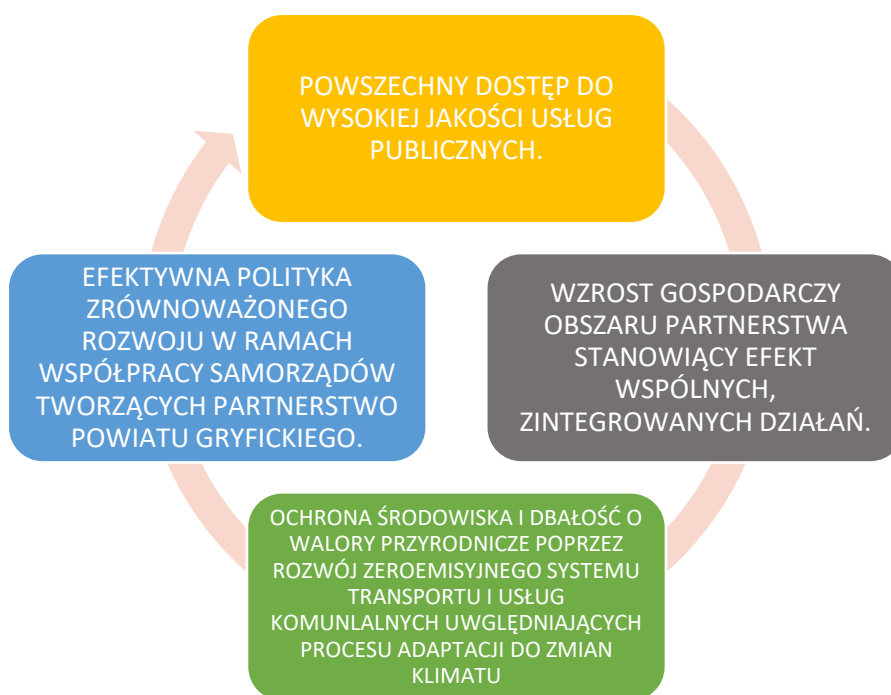 POWSZECHNY DOSTĘP DO
WYSOKIEJ JAKOŚCI USŁUG
PUBLICZNYCH.
WZROST GOSPODARCZY
OBSZARU PARTNERSTWA
STANOWIĄCY EFEKT
WSPÓLNYCH,
ZINTEGROWANYCH DZIAŁAŃ.
OCHRONA ŚRODOWISKA I DBAŁOŚĆ O
WALORY PRZYRODNICZE POPRZEZ
ROZWÓJ ZEROEMISYJNEGO SYSTEMU
TRANSPORTU I USŁUG
KOMUNLALNYCH UWGLĘDNIAJĄCYCH
PROCESU ADAPTACJI DO ZMIAN
KLIMATU
EFEKTYWNA POLITYKA
ZRÓWNOWAŻONEGO
ROZWOJU W RAMACH
WSPÓŁPRACY SAMORZĄDÓW
TWORZĄCYCH PARTNERSTWO
POWIATU GRYFICKIEGO.